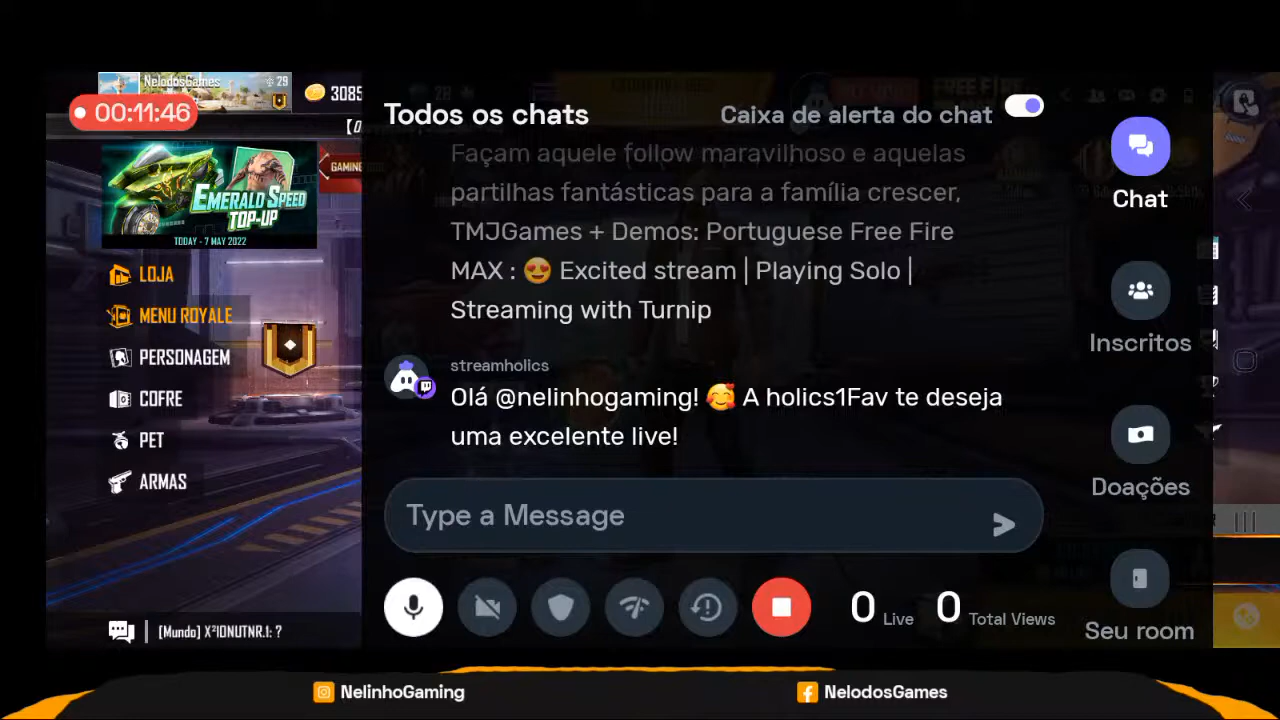 NelodosGames
29
00:11:46
3085
EMERALD SPEED
TOP-UP
TODAY - 7 MAY 2022
GAMING
LOJA
MENU ROYALE
PERSONAGEM
COFRE
PET
ARMAS
[Mundo] X²IONUTNR.!: ?
Todos os chats
Caixa de alerta do chat
Façam aquele follow maravilhoso e aquelas
partilhas fantásticas para a família crescer,
TMJGames + Demos: Portuguese Free Fire
MAX : 😍 Excited stream | Playing Solo |
Streaming with Turnip
streamholics
Olá @nelinhogaming! 🥰 A holics1Fav te deseja
uma excelente live!
Type a Message
0 Live 0 Total Views
Chat
Inscritos
Doações
Seu room
NelinhoGaming
NelodosGames